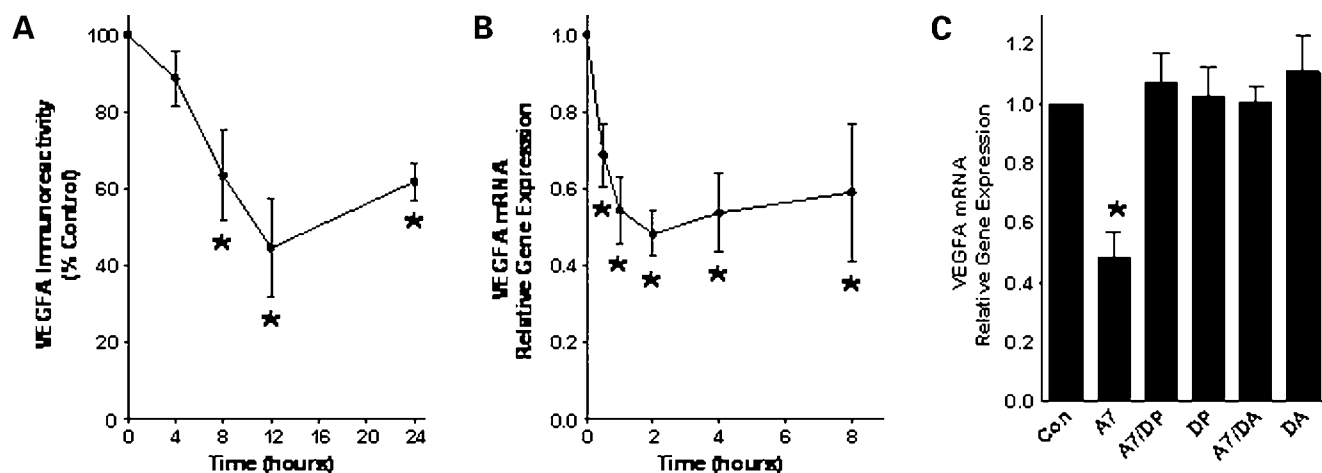 A
VEGFA Immunoreactivity
(% Control)
100
80
60
40
20
0
0 4 8 12 16 20 24
Time (hours)
B
VEGFA mRNA
Relative Gene Expression
1.0
0.8
0.6
0.4
0.2
0.0
0 2 4 6 8
Time (hours)
C
VEGFA mRNA
Relative Gene Expression
1.2
1.0
0.8
0.6
0.4
0.2
0.0
Con A7 A7/DP DP A7/DA DA